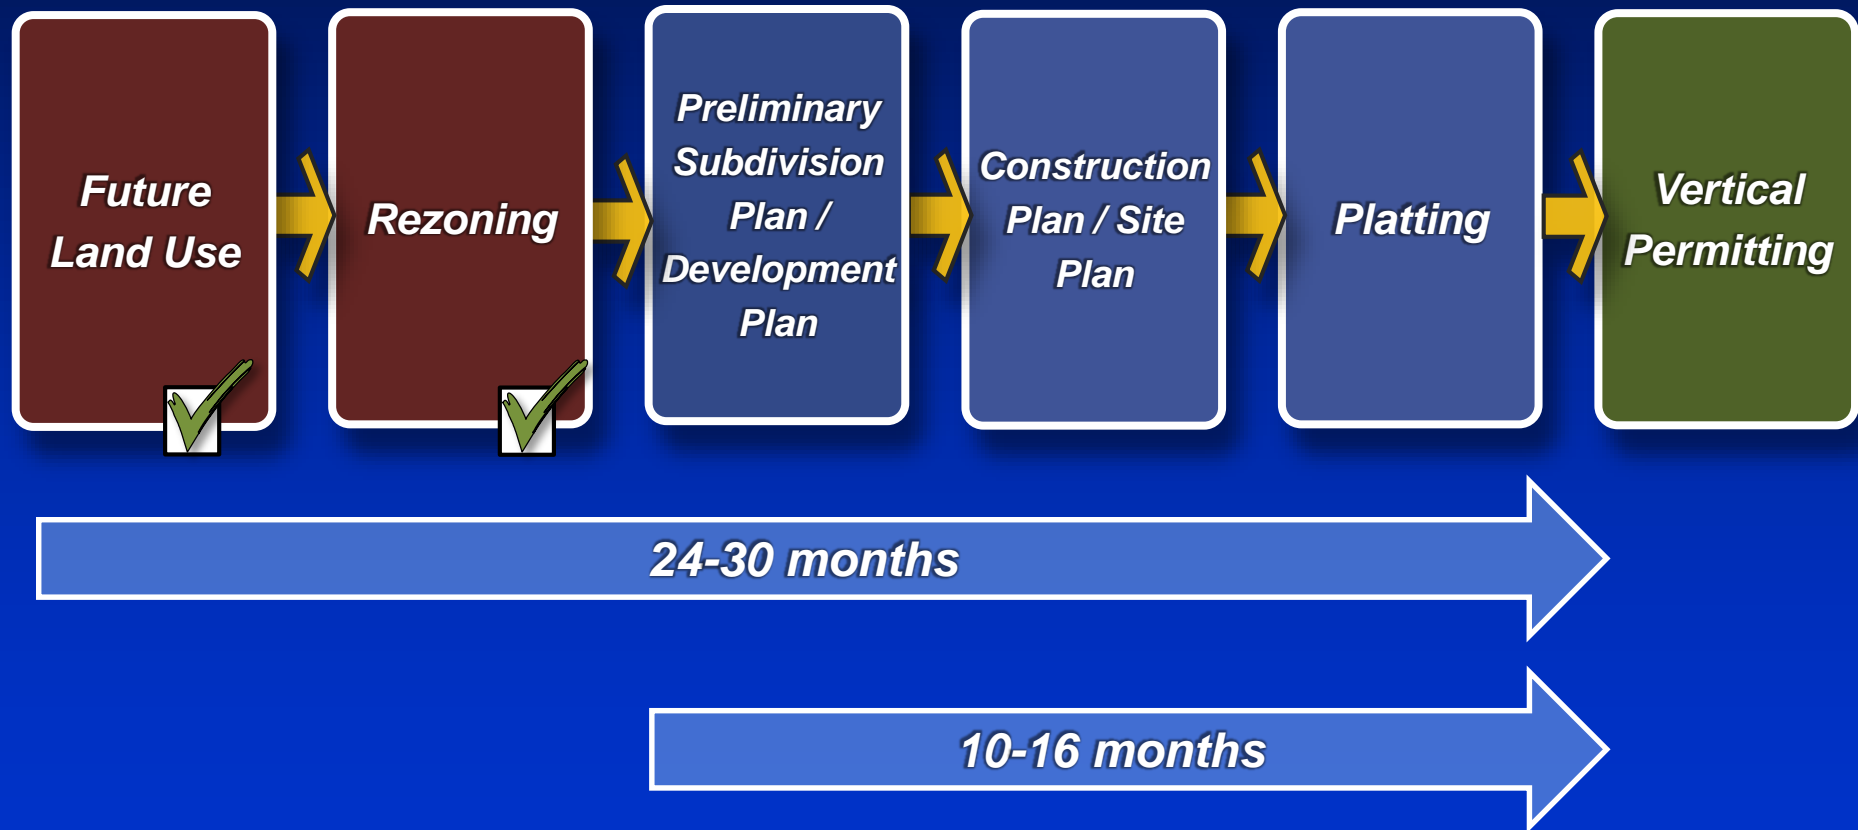 Future
Land Use
Rezoning
Preliminary
Subdivision
Plan /
Development
Plan
Construction
Plan / Site
Plan
Platting
Vertical
Permitting
24-30 months
10-16 months